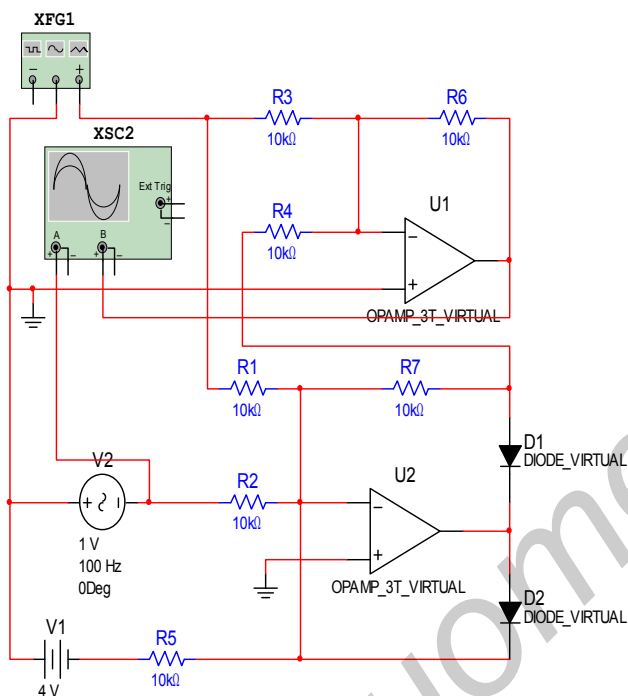 XFG1
XSC2
Ext Trig
A
B
R3
10kΩ
R6
10kΩ
R4
10kΩ
U1
OPAMP_3T_VIRTUAL
R1
10kΩ
R7
10kΩ
D1
DIODE_VIRTUAL
V2
1 V
100 Hz
0Deg
R2
10kΩ
U2
OPAMP_3T_VIRTUAL
D2
DIODE_VIRTUAL
V1
4 V
R5
10kΩ